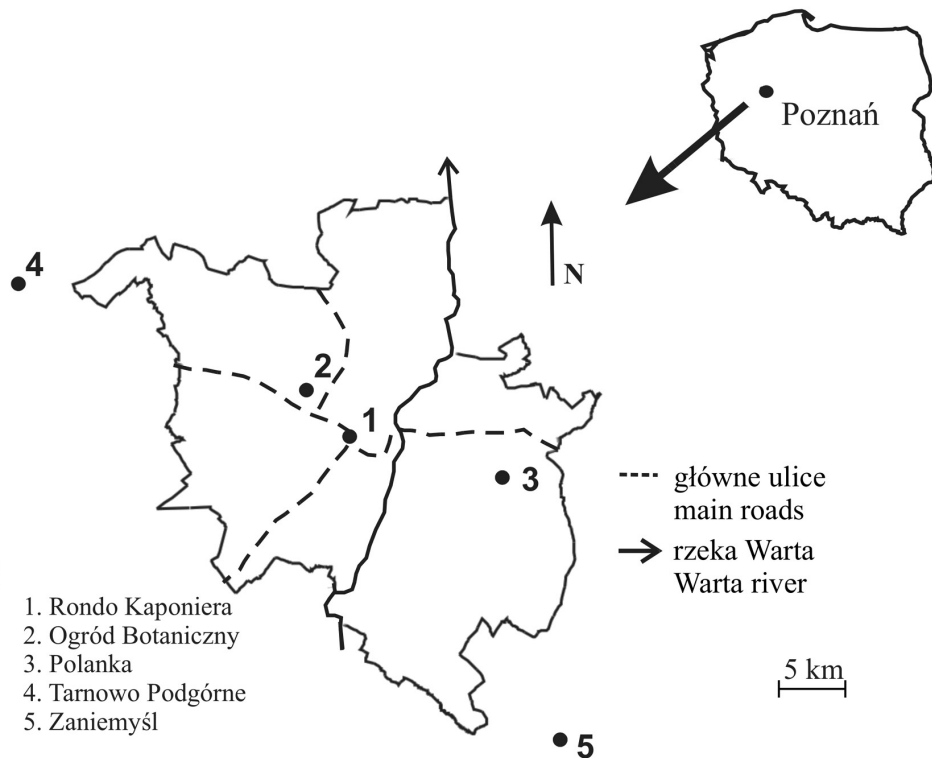 Poznań
4
N
2
1
3
główne ulice
main roads
rzeka Warta
Warta river
1. Rondo Kaponiera
2. Ogród Botaniczny
3. Polanka
4. Tarnowo Podgórne
5. Zaniemyśl
5 km
5